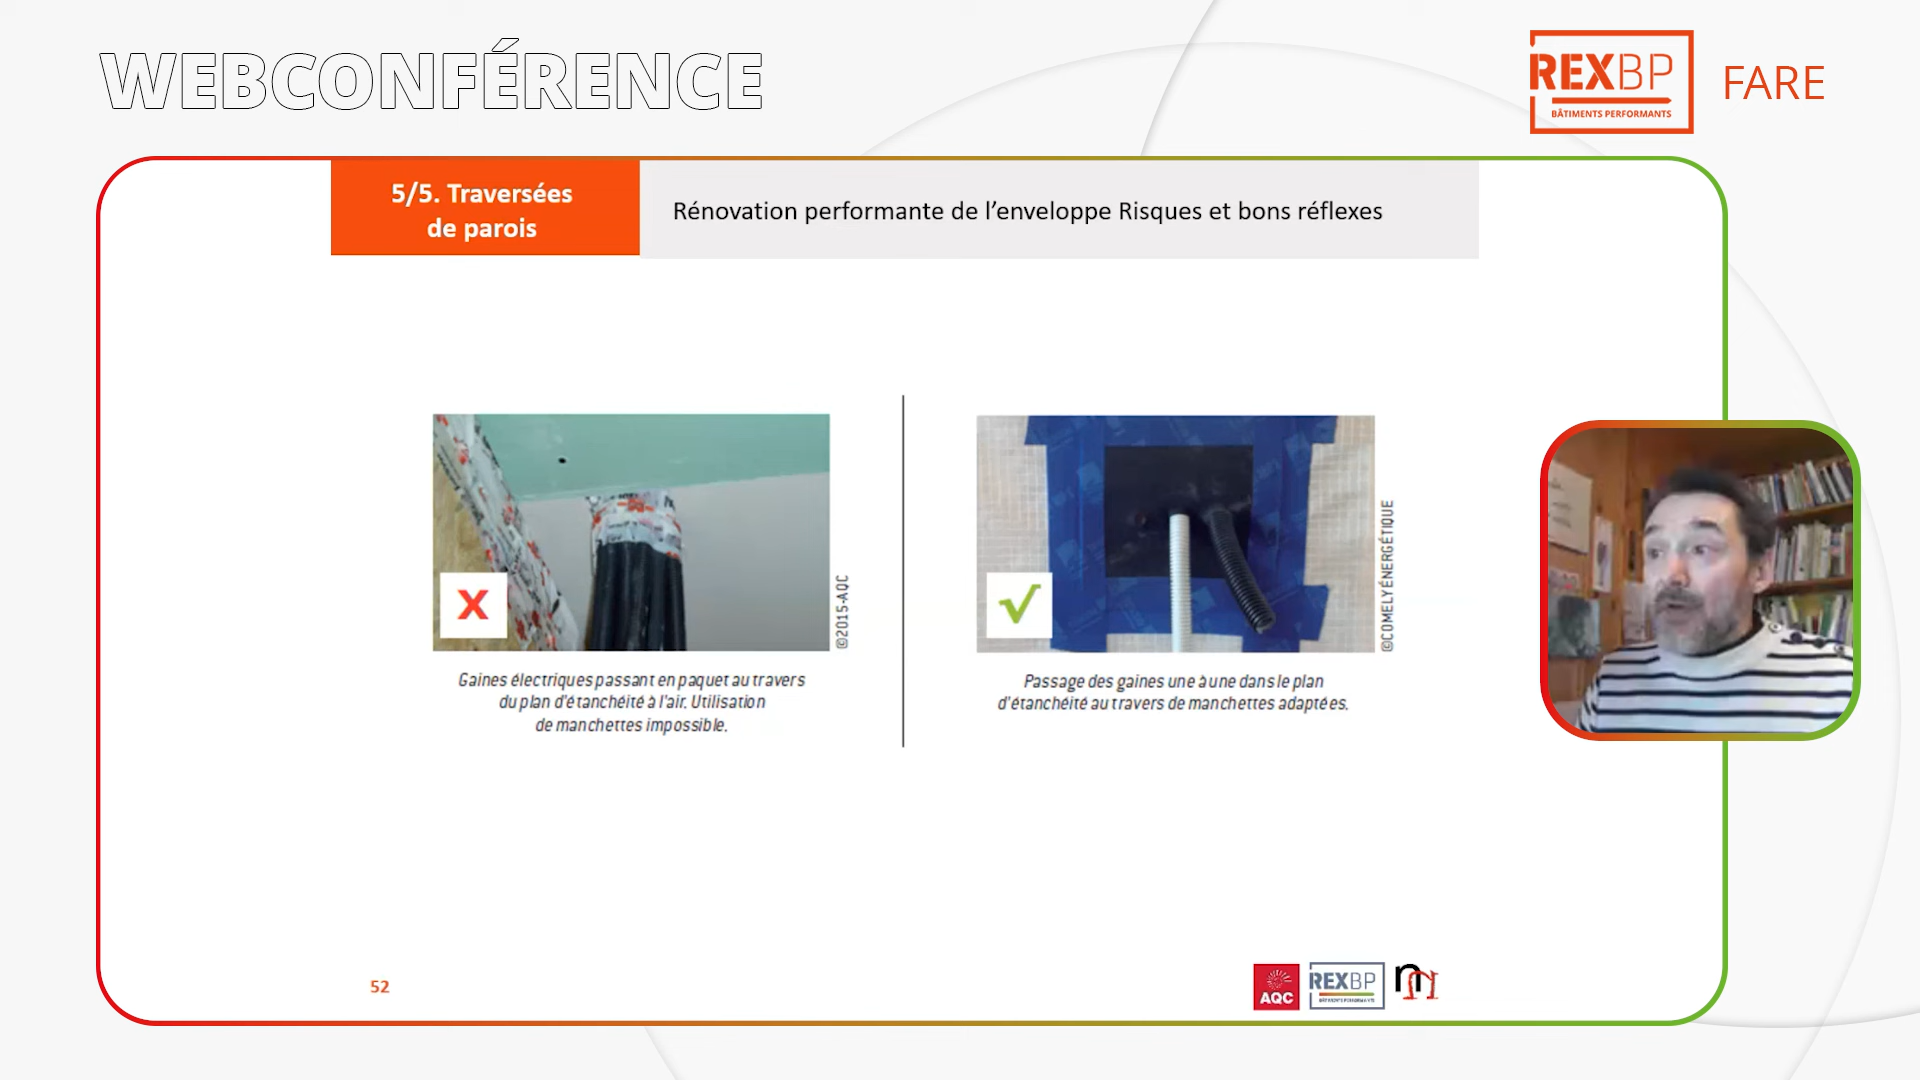 WEBCONFÉRENCE
REXBP
BÂTIMENTS PERFORMANTS
FARE
5/5. Traversées
de parois
Rénovation performante de l’enveloppe Risques et bons réflexes
X
©2015-AQC
Gaines électriques passant en paquet au travers
du plan d'étanchéité à l'air. Utilisation
de manchettes impossible.
©COMELY ÉNERGÉTIQUE
Passage des gaines une à une dans le plan
d'étanchéité au travers de manchettes adaptées.
52
AQC
REXBP
BÂTIMENTS PERFORMANTS